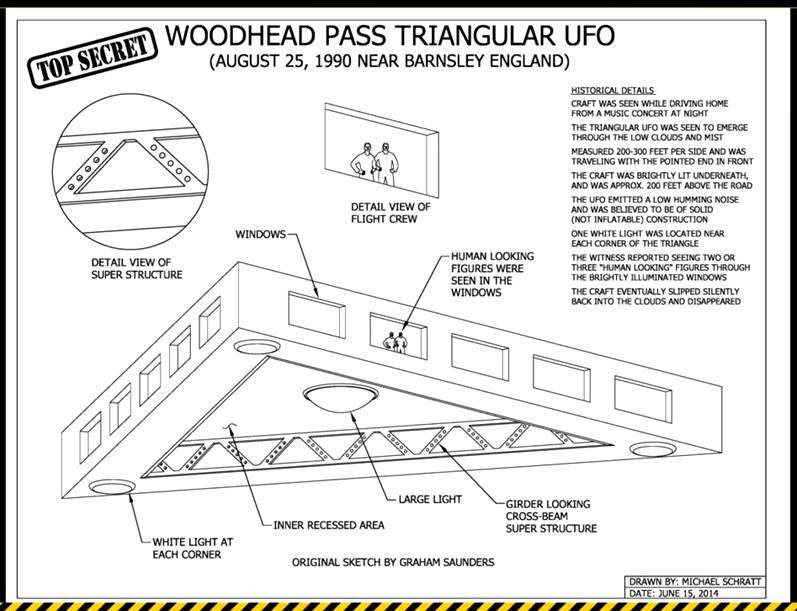 TOP SECRET
WOODHEAD PASS TRIANGULAR UFO
(AUGUST 25, 1990 NEAR BARNSLEY ENGLAND)
HISTORICAL DETAILS
CRAFT WAS SEEN WHILE DRIVING HOME
FROM A MUSIC CONCERT AT NIGHT
THE TRIANGULAR UFO WAS SEEN TO EMERGE
THROUGH THE LOW CLOUDS AND MIST
MEASURED 200-300 FEET PER SIDE AND WAS
TRAVELING WITH THE POINTED END IN FRONT
THE CRAFT WAS BRIGHTLY LIT UNDERNEATH,
AND WAS APPROX. 200 FEET ABOVE THE ROAD
THE UFO EMITTED A LOW HUMMING NOISE
AND WAS BELIEVED TO BE OF SOLID
(NOT INFLATABLE) CONSTRUCTION
ONE WHITE LIGHT WAS LOCATED NEAR
EACH CORNER OF THE TRIANGLE
THE WITNESS REPORTED SEEING TWO OR
THREE "HUMAN LOOKING" FIGURES THROUGH
THE BRIGHTLY ILLUMINATED WINDOWS
THE CRAFT EVENTUALLY SLIPPED SILENTLY
BACK INTO THE CLOUDS AND DISAPPEARED
DETAIL VIEW OF
FLIGHT CREW
DETAIL VIEW OF
SUPER STRUCTURE
WINDOWS
HUMAN LOOKING
FIGURES WERE
SEEN IN THE
WINDOWS
LARGE LIGHT
GIRDER LOOKING
CROSS-BEAM
SUPER STRUCTURE
INNER RECESSED AREA
WHITE LIGHT AT
EACH CORNER
ORIGINAL SKETCH BY GRAHAM SAUNDERS
DRAWN BY: MICHAEL SCHRATT
DATE: JUNE 15, 2014